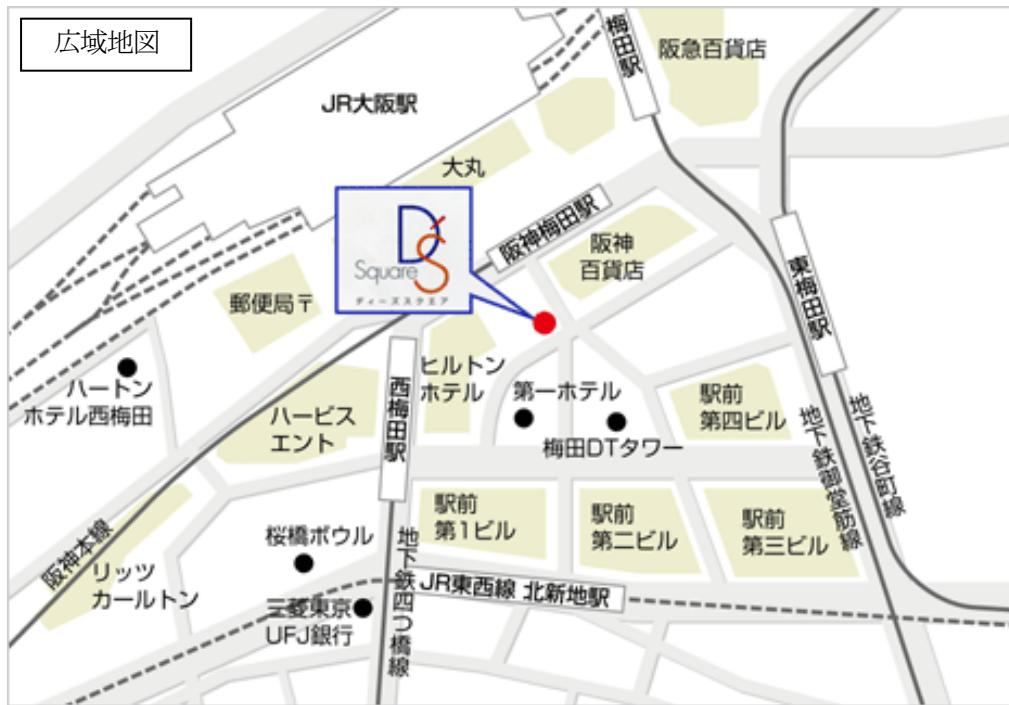 広域地図
梅田駅
阪急百貨店
JR大阪駅
大丸
阪神梅田駅
阪神
百貨店
D's
Square
ディーズスクエア
東梅田駅
郵便局〒
ヒルトン
ホテル
西梅田駅
ハートン
ホテル西梅田
ハービス
エント
第一ホテル
梅田DTタワー
駅前
第四ビル
地下鉄御堂筋線
地下鉄谷町線
駅前
第1ビル
駅前
第二ビル
駅前
第三ビル
阪神本線
リッツ
カールトン
桜橋ボウル
地下鉄四つ橋線
JR東西線 北新地駅
三菱東京
UFJ銀行